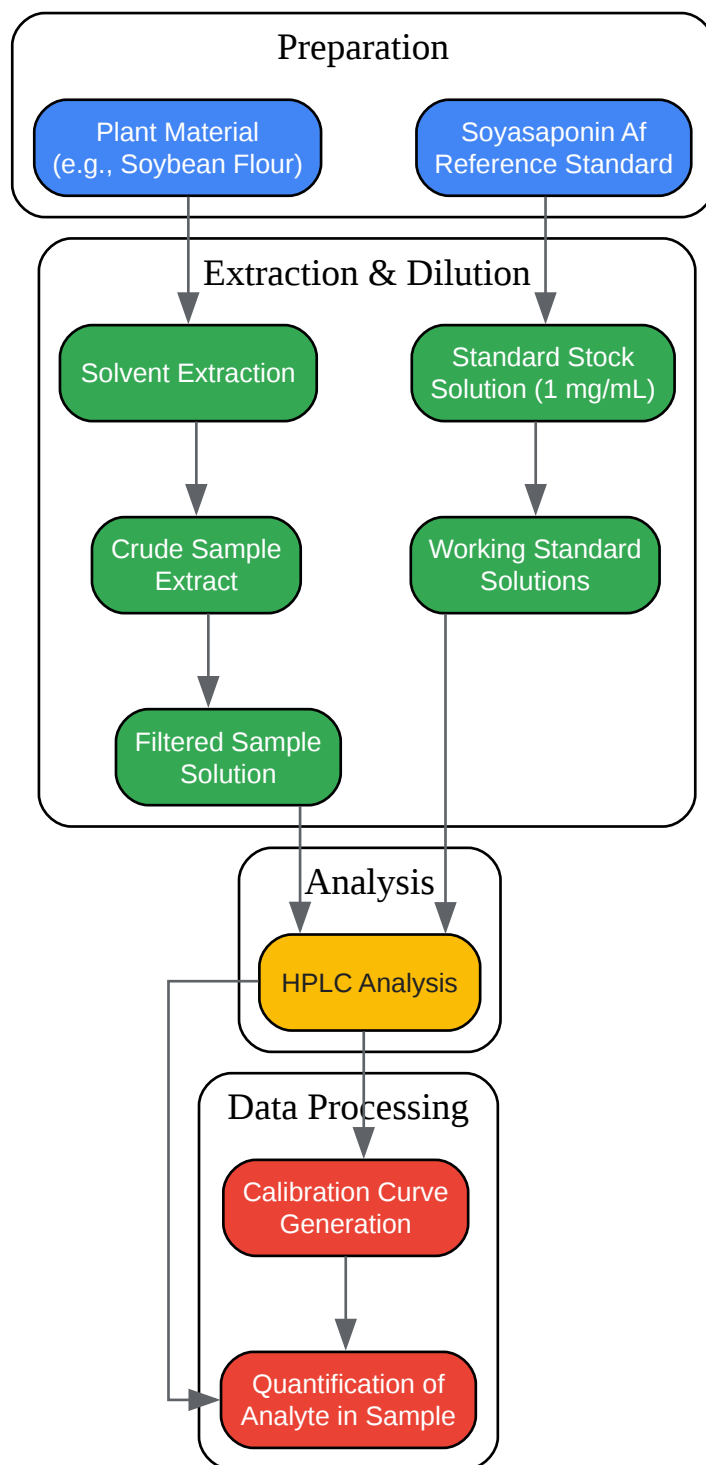 Preparation
Plant Material
(e.g., Soybean Flour)
Soyasaponin Af
Reference Standard
Extraction & Dilution
Solvent Extraction
Standard Stock
Solution (1 mg/mL)
Crude Sample
Extract
Working Standard
Solutions
Filtered Sample
Solution
Analysis
HPLC Analysis
Data Processing
Calibration Curve
Generation
Quantification of
Analyte in Sample